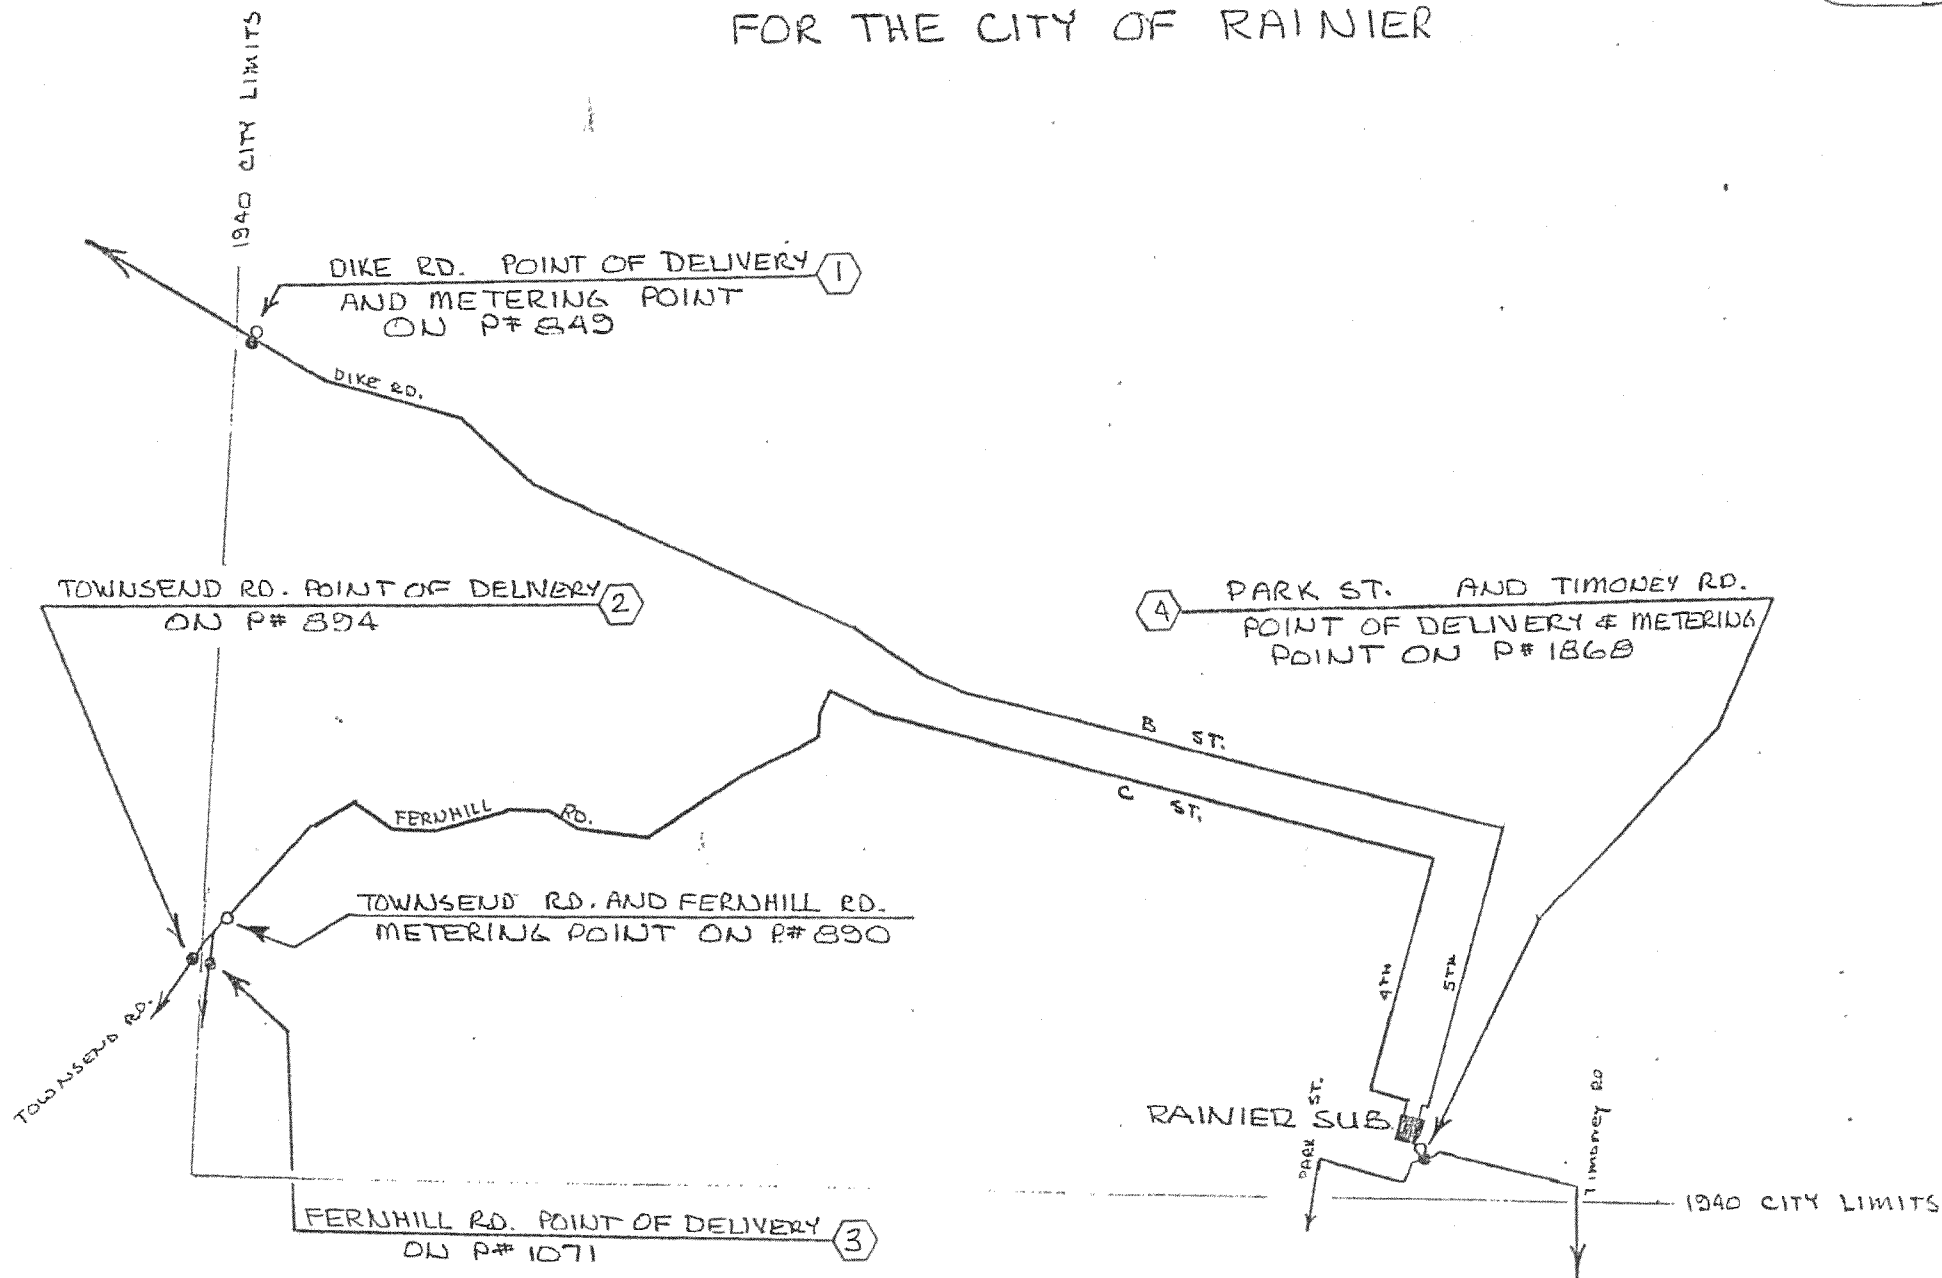 FOR THE CITY OF RAINIER
1940 CITY LIMITS
DIKE RD. POINT OF DELIVERY
AND METERING POINT
ON P# 849
1
DIKE RD.
TOWNSEND RD. POINT OF DELIVERY
ON P# 894
2
4
PARK ST. AND TIMONEY RD.
POINT OF DELIVERY & METERING
POINT ON P# 1868
B ST.
C ST.
FERNHILL RD.
TOWNSEND RD. AND FERNHILL RD.
METERING POINT ON P# 890
4TH
5TH
TOWNSEND RD.
RAINIER SUB.
PARK ST.
TIMONEY RD
1940 CITY LIMITS
FERNHILL RD. POINT OF DELIVERY
ON P# 1071
3